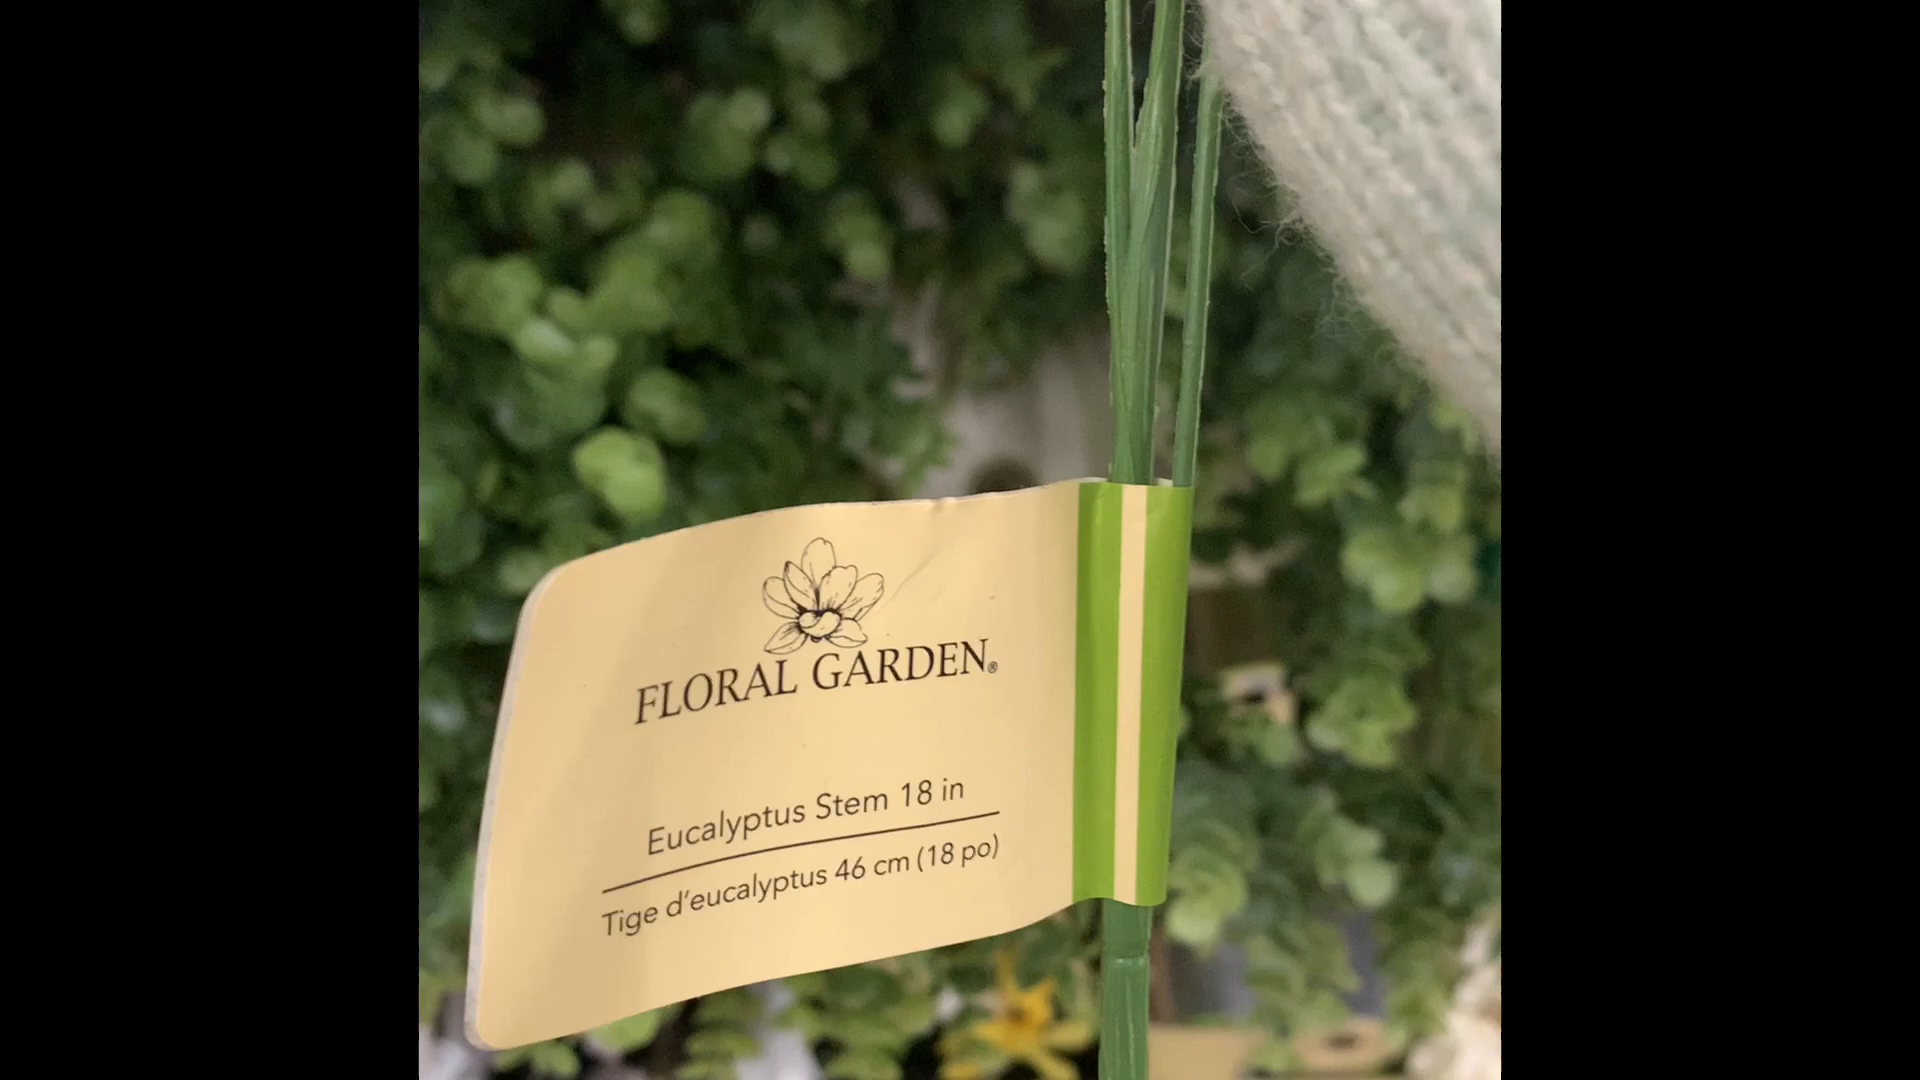 FLORAL GARDEN®
Eucalyptus Stem 18 in
Tige d'eucalyptus 46 cm (18 po)